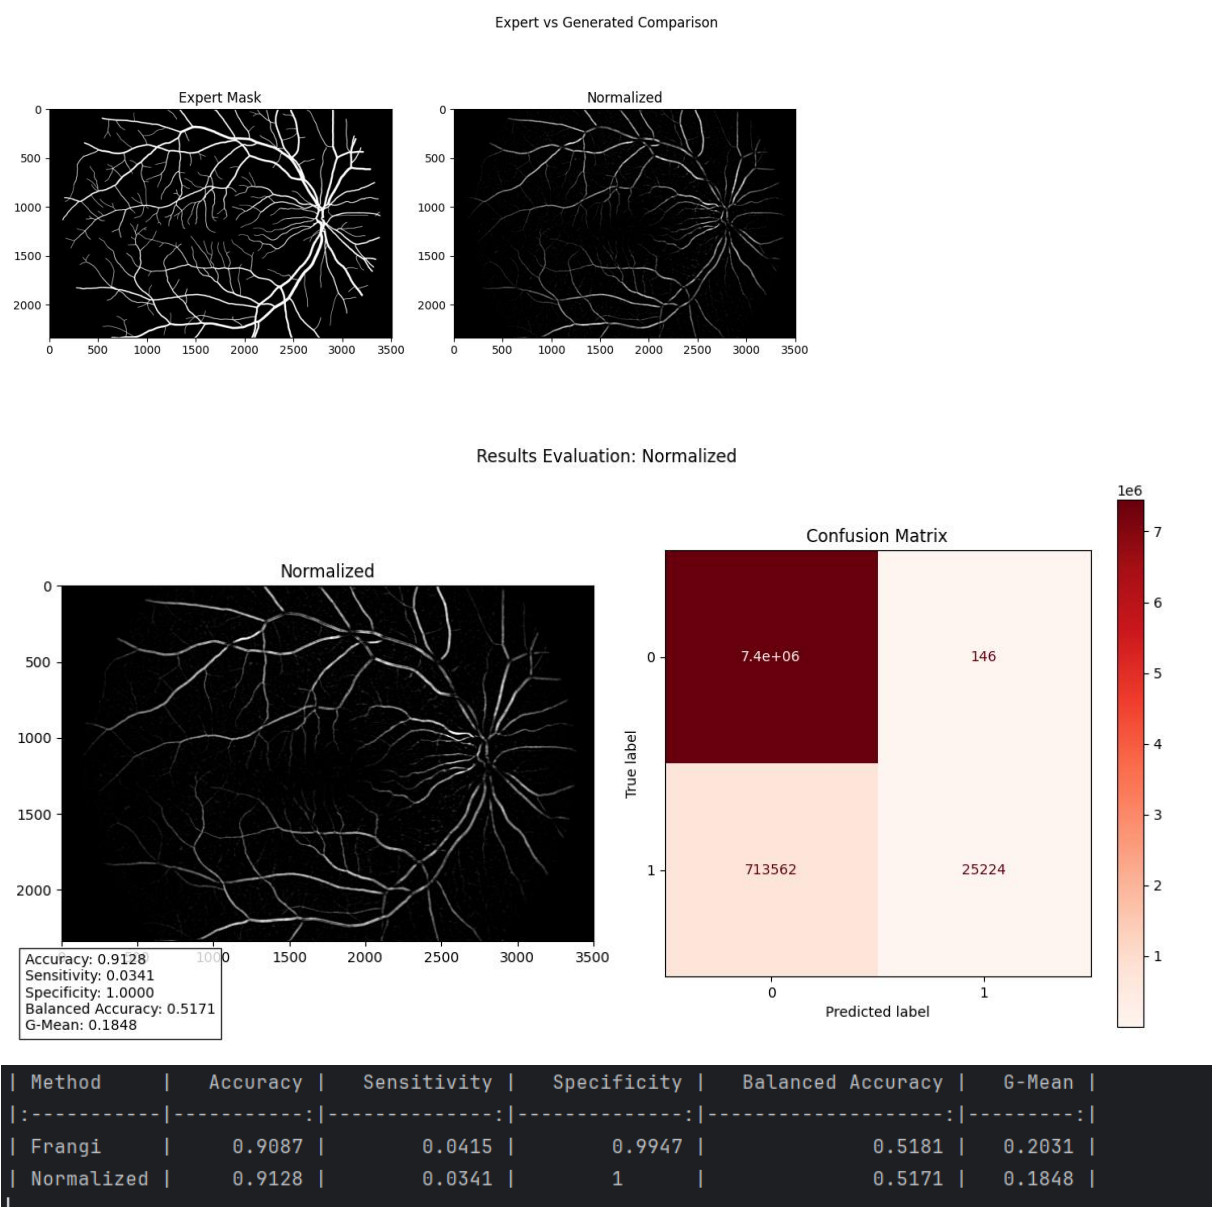 Expert vs Generated Comparison
Expert Mask
Normalized
0
500
1000
1500
2000
0 500 1000 1500 2000 2500 3000 3500
0
500
1000
1500
2000
0 500 1000 1500 2000 2500 3000 3500
Results Evaluation: Normalized
Normalized
0
500
1000
1500
2000
1000 1500 2000 2500 3000 3500
Accuracy: 0.9128
Sensitivity: 0.0341
Specificity: 1.0000
Balanced Accuracy: 0.5171
G-Mean: 0.1848
Confusion Matrix
True label
0
1
7.4e+06 146
713562 25224
0 1
Predicted label
1e6
7
6
5
4
3
2
1
| Method | Accuracy | Sensitivity | Specificity | Balanced Accuracy | G-Mean |
|:-----------|-----------:|--------------:|--------------:|--------------------:|---------:|
| Frangi | 0.9087 | 0.0415 | 0.9947 | 0.5181 | 0.2031 |
| Normalized | 0.9128 | 0.0341 | 1 | 0.5171 | 0.1848 |